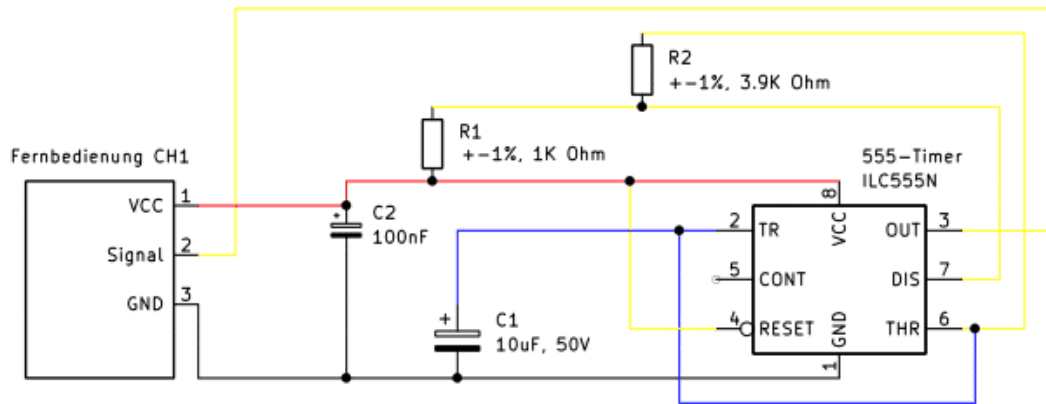 R2
+-1%, 3.9K Ohm
R1
+-1%, 1K Ohm
Fernbedienung CH1
555-Timer
ILC555N
VCC 1
Signal 2
GND 3
+
C2
100nF
+
C1
10uF, 50V
8
VCC
2 TR
OUT 3
5 CONT
DIS 7
4 RESET
THR 6
GND
1